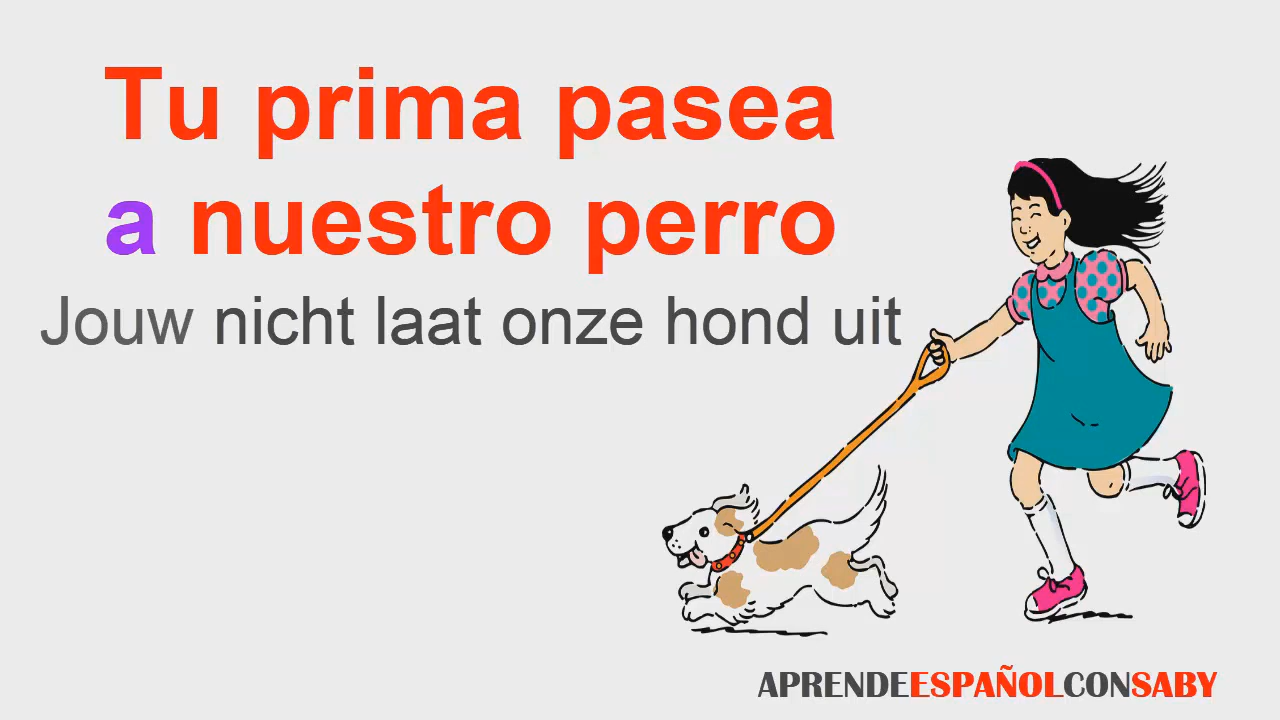 Tu prima pasea
a nuestro perro
Jouw nicht laat onze hond uit
APRENDEESPAÑOLCONSABY